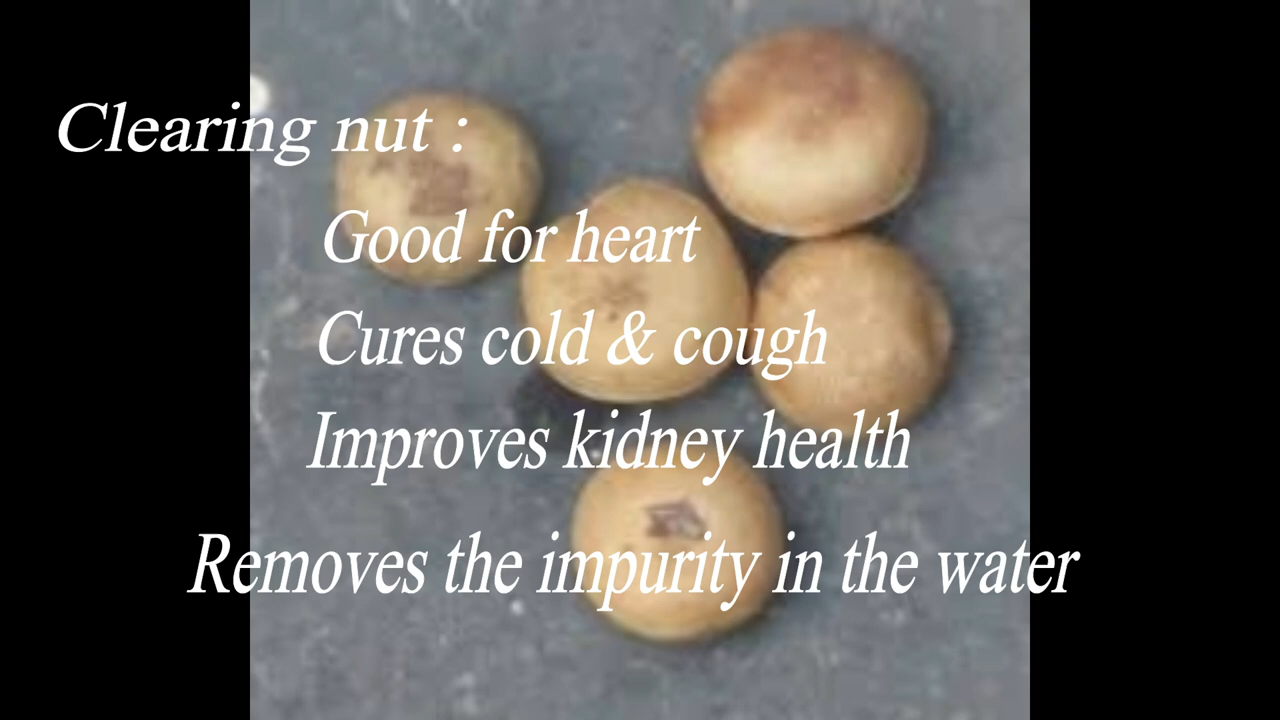 Clearing nut :
Good for heart
Cures cold & cough
Improves kidney health
Removes the impurity in the water